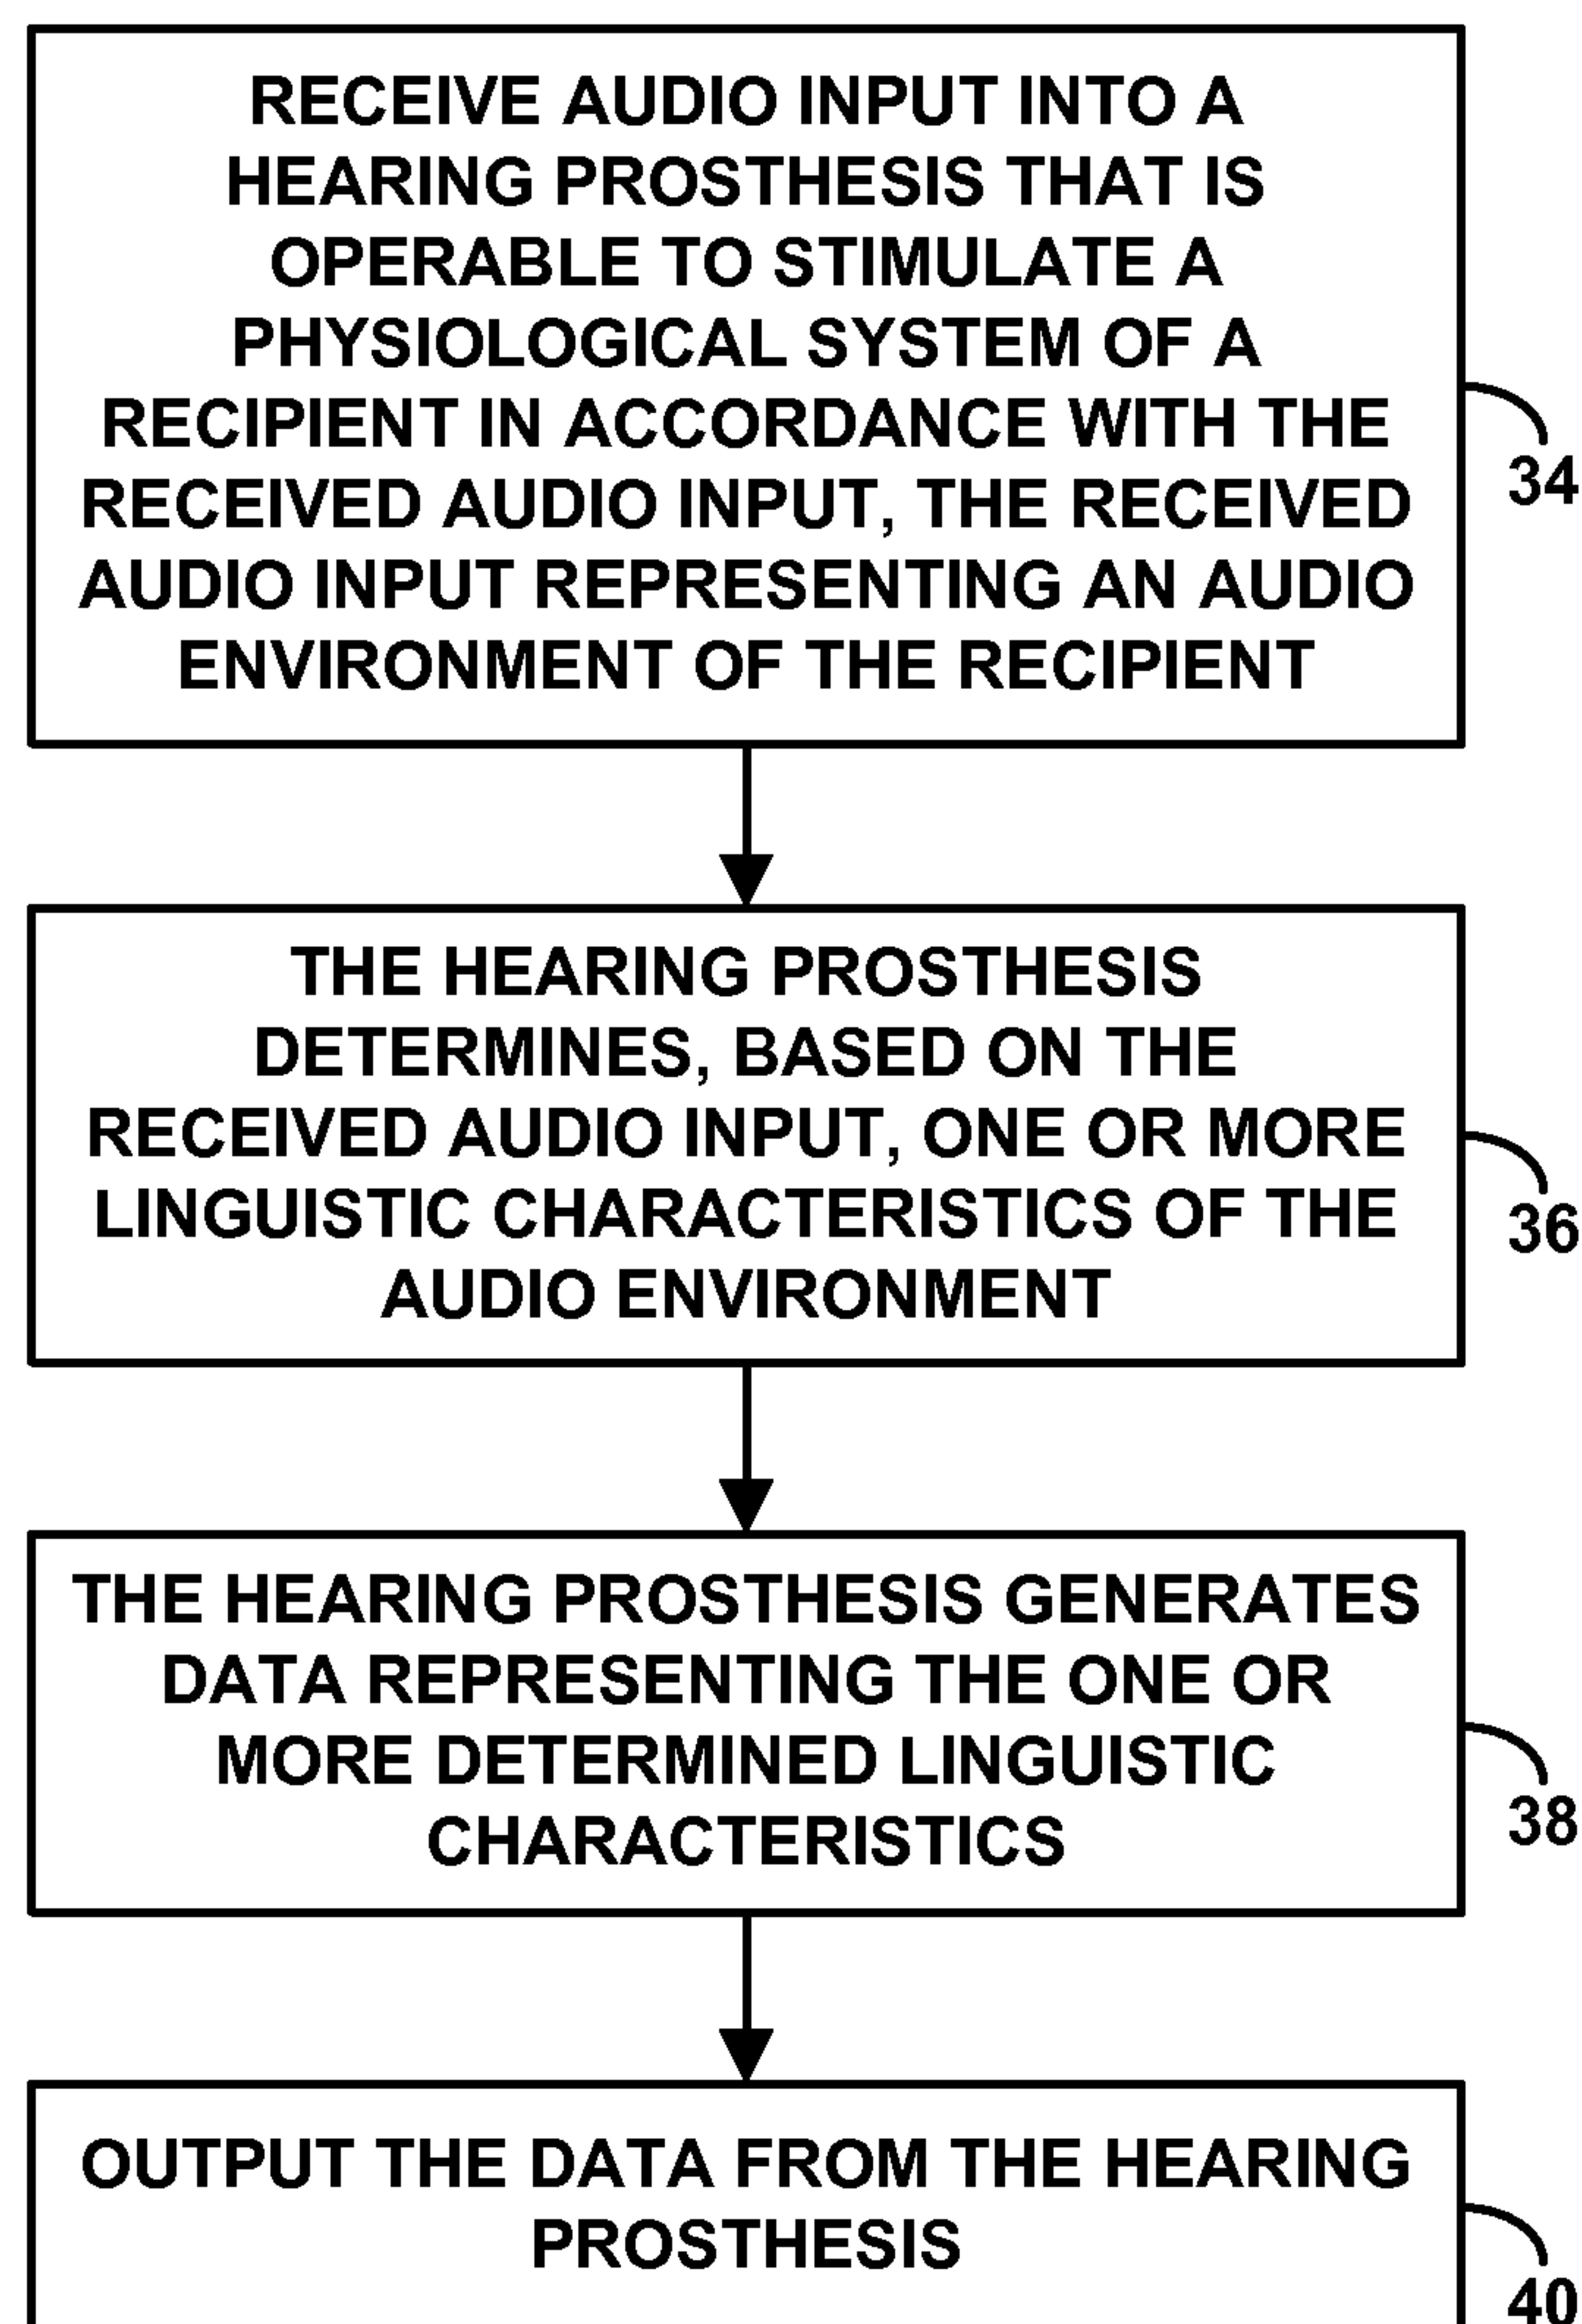 RECEIVE AUDIO INPUT INTO A
HEARING PROSTHESIS THAT IS
OPERABLE TO STIMULATE A
PHYSIOLOGICAL SYSTEM OF A
RECIPIENT IN ACCORDANCE WITH THE
RECEIVED AUDIO INPUT, THE RECEIVED
AUDIO INPUT REPRESENTING AN AUDIO
ENVIRONMENT OF THE RECIPIENT
34
THE HEARING PROSTHESIS
DETERMINES, BASED ON THE
RECEIVED AUDIO INPUT, ONE OR MORE
LINGUISTIC CHARACTERISTICS OF THE
AUDIO ENVIRONMENT
36
THE HEARING PROSTHESIS GENERATES
DATA REPRESENTING THE ONE OR
MORE DETERMINED LINGUISTIC
CHARACTERISTICS
38
OUTPUT THE DATA FROM THE HEARING
PROSTHESIS
40